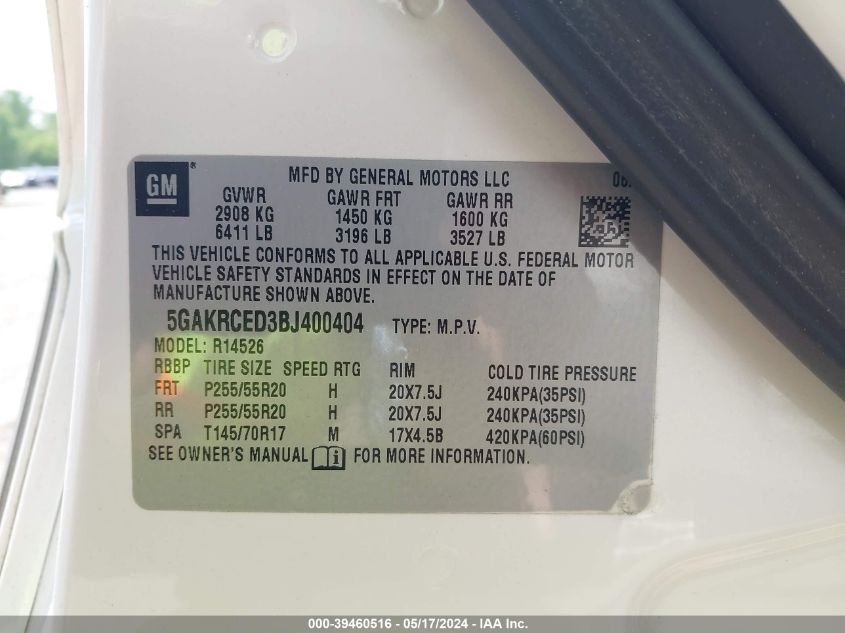 GM
MFD BY GENERAL MOTORS LLC
GVWR GAWR FRT GAWR RR
2908 KG 1450 KG 1600 KG
6411 LB 3196 LB 3527 LB
THIS VEHICLE CONFORMS TO ALL APPLICABLE U.S. FEDERAL MOTOR
VEHICLE SAFETY STANDARDS IN EFFECT ON THE DATE OF
MANUFACTURE SHOWN ABOVE.
5GAKRCED3BJ400404 TYPE: M.P.V.
MODEL: R14526
RBBP TIRE SIZE SPEED RTG RIM COLD TIRE PRESSURE
FRT P255/55R20 H 20X7.5J 240KPA(35PSI)
RR P255/55R20 H 20X7.5J 240KPA(35PSI)
SPA T145/70R17 M 17X4.5B 420KPA(60PSI)
SEE OWNER'S MANUAL FOR MORE INFORMATION.
000-39460516 - 05/17/2024 - IAA Inc.